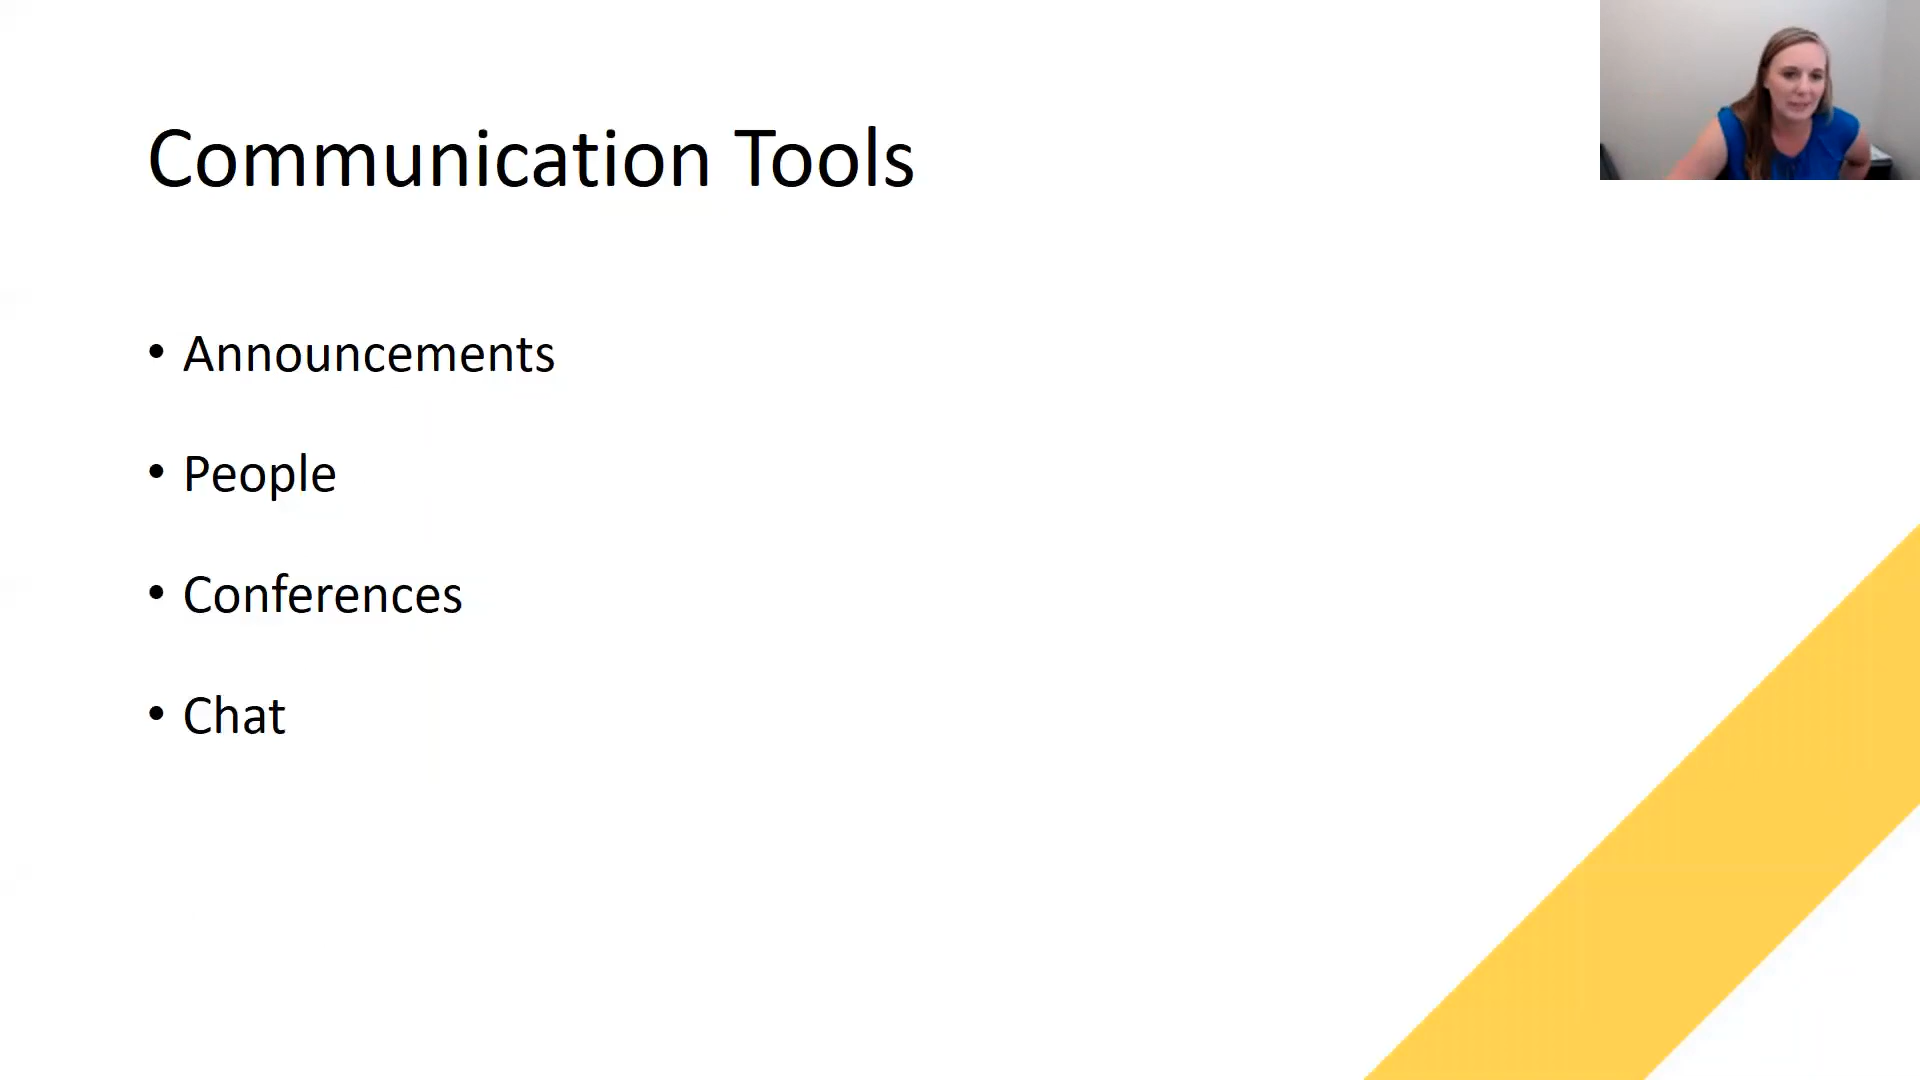 Communication Tools
• Announcements
• People
• Conferences
• Chat